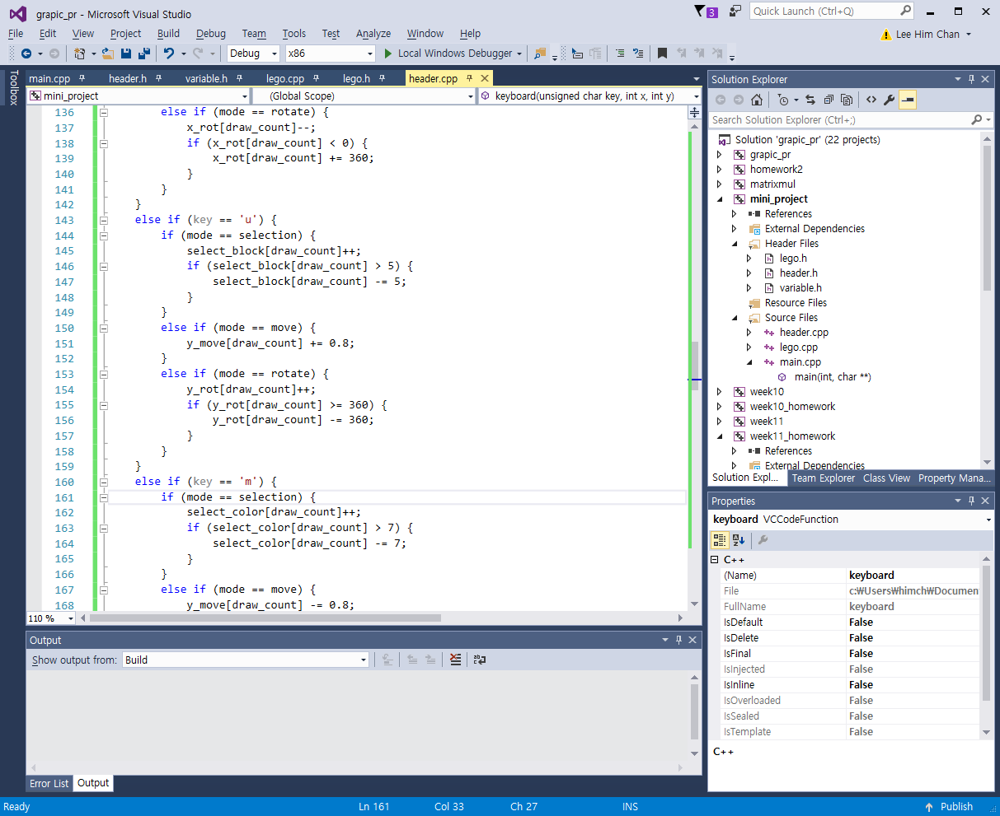 grapic_pr - Microsoft Visual Studio
3
Quick Launch (Ctrl+Q)
File Edit View Project Build Debug Team Tools Test Analyze Window Help
Lee Him Chan
Debug x86 Local Windows Debugger
Toolbox
main.cpp header.h variable.h lego.cpp lego.h header.cpp
mini_project (Global Scope) keyboard(unsigned char key, int x, int y)
136 else if (mode == rotate) {
137 x_rot[draw_count]--;
138 if (x_rot[draw_count] < 0) {
139 x_rot[draw_count] += 360;
140 }
141 }
142 }
143 else if (key == 'u') {
144 if (mode == selection) {
145 select_block[draw_count]++;
146 if (select_block[draw_count] > 5) {
147 select_block[draw_count] -= 5;
148 }
149 }
150 else if (mode == move) {
151 y_move[draw_count] += 0.8;
152 }
153 else if (mode == rotate) {
154 y_rot[draw_count]++;
155 if (y_rot[draw_count] >= 360) {
156 y_rot[draw_count] -= 360;
157 }
158 }
159 }
160 else if (key == 'm') {
161 if (mode == selection) {
162 select_color[draw_count]++;
163 if (select_color[draw_count] > 7) {
164 select_color[draw_count] -= 7;
165 }
166 }
167 else if (mode == move) {
168 y_move[draw_count] -= 0.8;
110 %
Output
Show output from: Build
Error List Output
Solution Explorer
Search Solution Explorer (Ctrl+;)
Solution 'grapic_pr' (22 projects)
grapic_pr
homework2
matrixmul
mini_project
References
External Dependencies
Header Files
lego.h
header.h
variable.h
Resource Files
Source Files
header.cpp
lego.cpp
main.cpp
main(int, char **)
week10
week10_homework
week11
week11_homework
References
External Dependencies
Solution Expl... Team Explorer Class View Property Mana...
Properties
keyboard VCCodeFunction
C++
(Name) keyboard
File c:₩Users₩himch₩Documen
FullName keyboard
IsDefault False
IsDelete False
IsFinal False
IsInjected False
IsInline False
IsOverloaded False
IsSealed False
IsTemplate False
C++
Ready Ln 161 Col 33 Ch 27 INS Publish